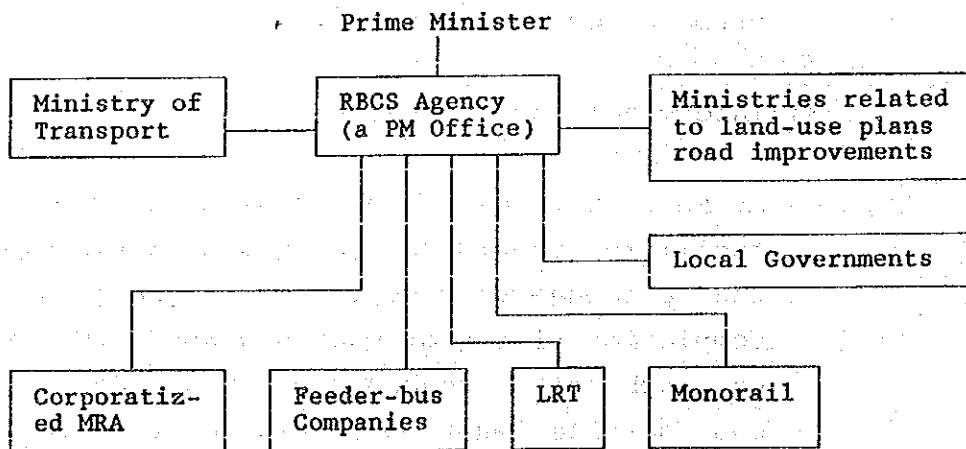 Prime Minister
Ministry of
Transport
RBCS Agency
(a PM Office)
Ministries related
to land-use plans
road improvements
Local Governments
Corporatiz-
ed MRA
Feeder-bus
Companies
LRT
Monorail